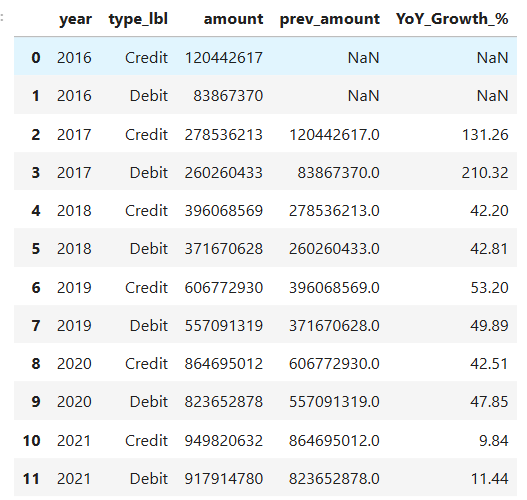 :
year type_lbl amount prev_amount YoY_Growth_%
0 2016 Credit 120442617 NaN NaN
1 2016 Debit 83867370 NaN NaN
2 2017 Credit 278536213 120442617.0 131.26
3 2017 Debit 260260433 83867370.0 210.32
4 2018 Credit 396068569 278536213.0 42.20
5 2018 Debit 371670628 260260433.0 42.81
6 2019 Credit 606772930 396068569.0 53.20
7 2019 Debit 557091319 371670628.0 49.89
8 2020 Credit 864695012 606772930.0 42.51
9 2020 Debit 823652878 557091319.0 47.85
10 2021 Credit 949820632 864695012.0 9.84
11 2021 Debit 917914780 823652878.0 11.44